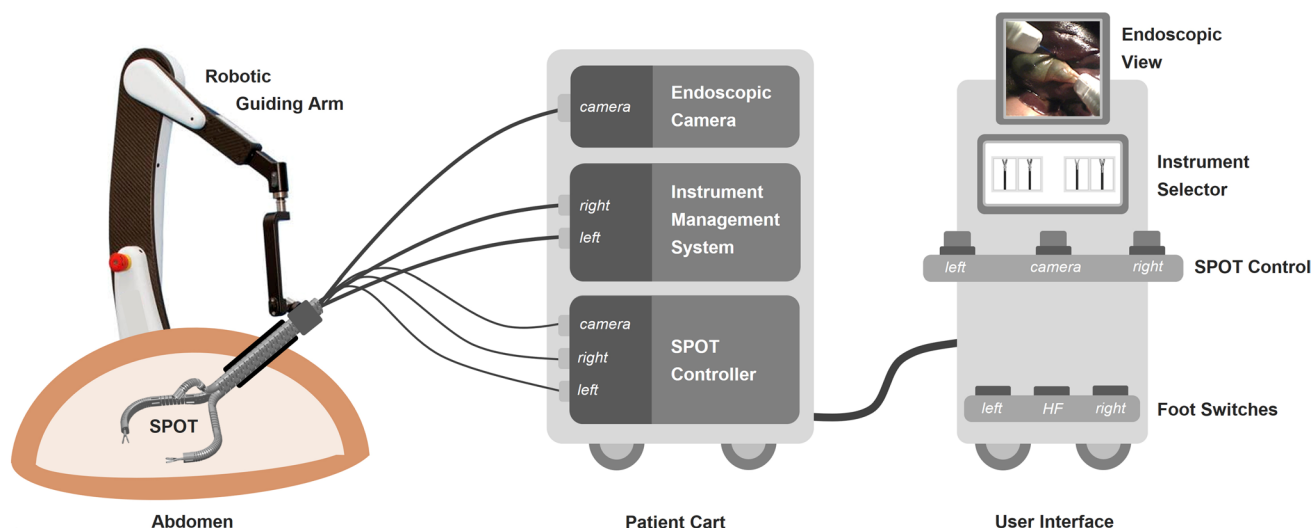 Robotic
Guiding Arm
SPOT
Abdomen
camera
Endoscopic
Camera
right
left
Instrument
Management
System
camera
right
left
SPOT
Controller
Patient Cart
Endoscopic
View
Instrument
Selector
left
camera
right
SPOT Control
left
HF
right
Foot Switches
User Interface